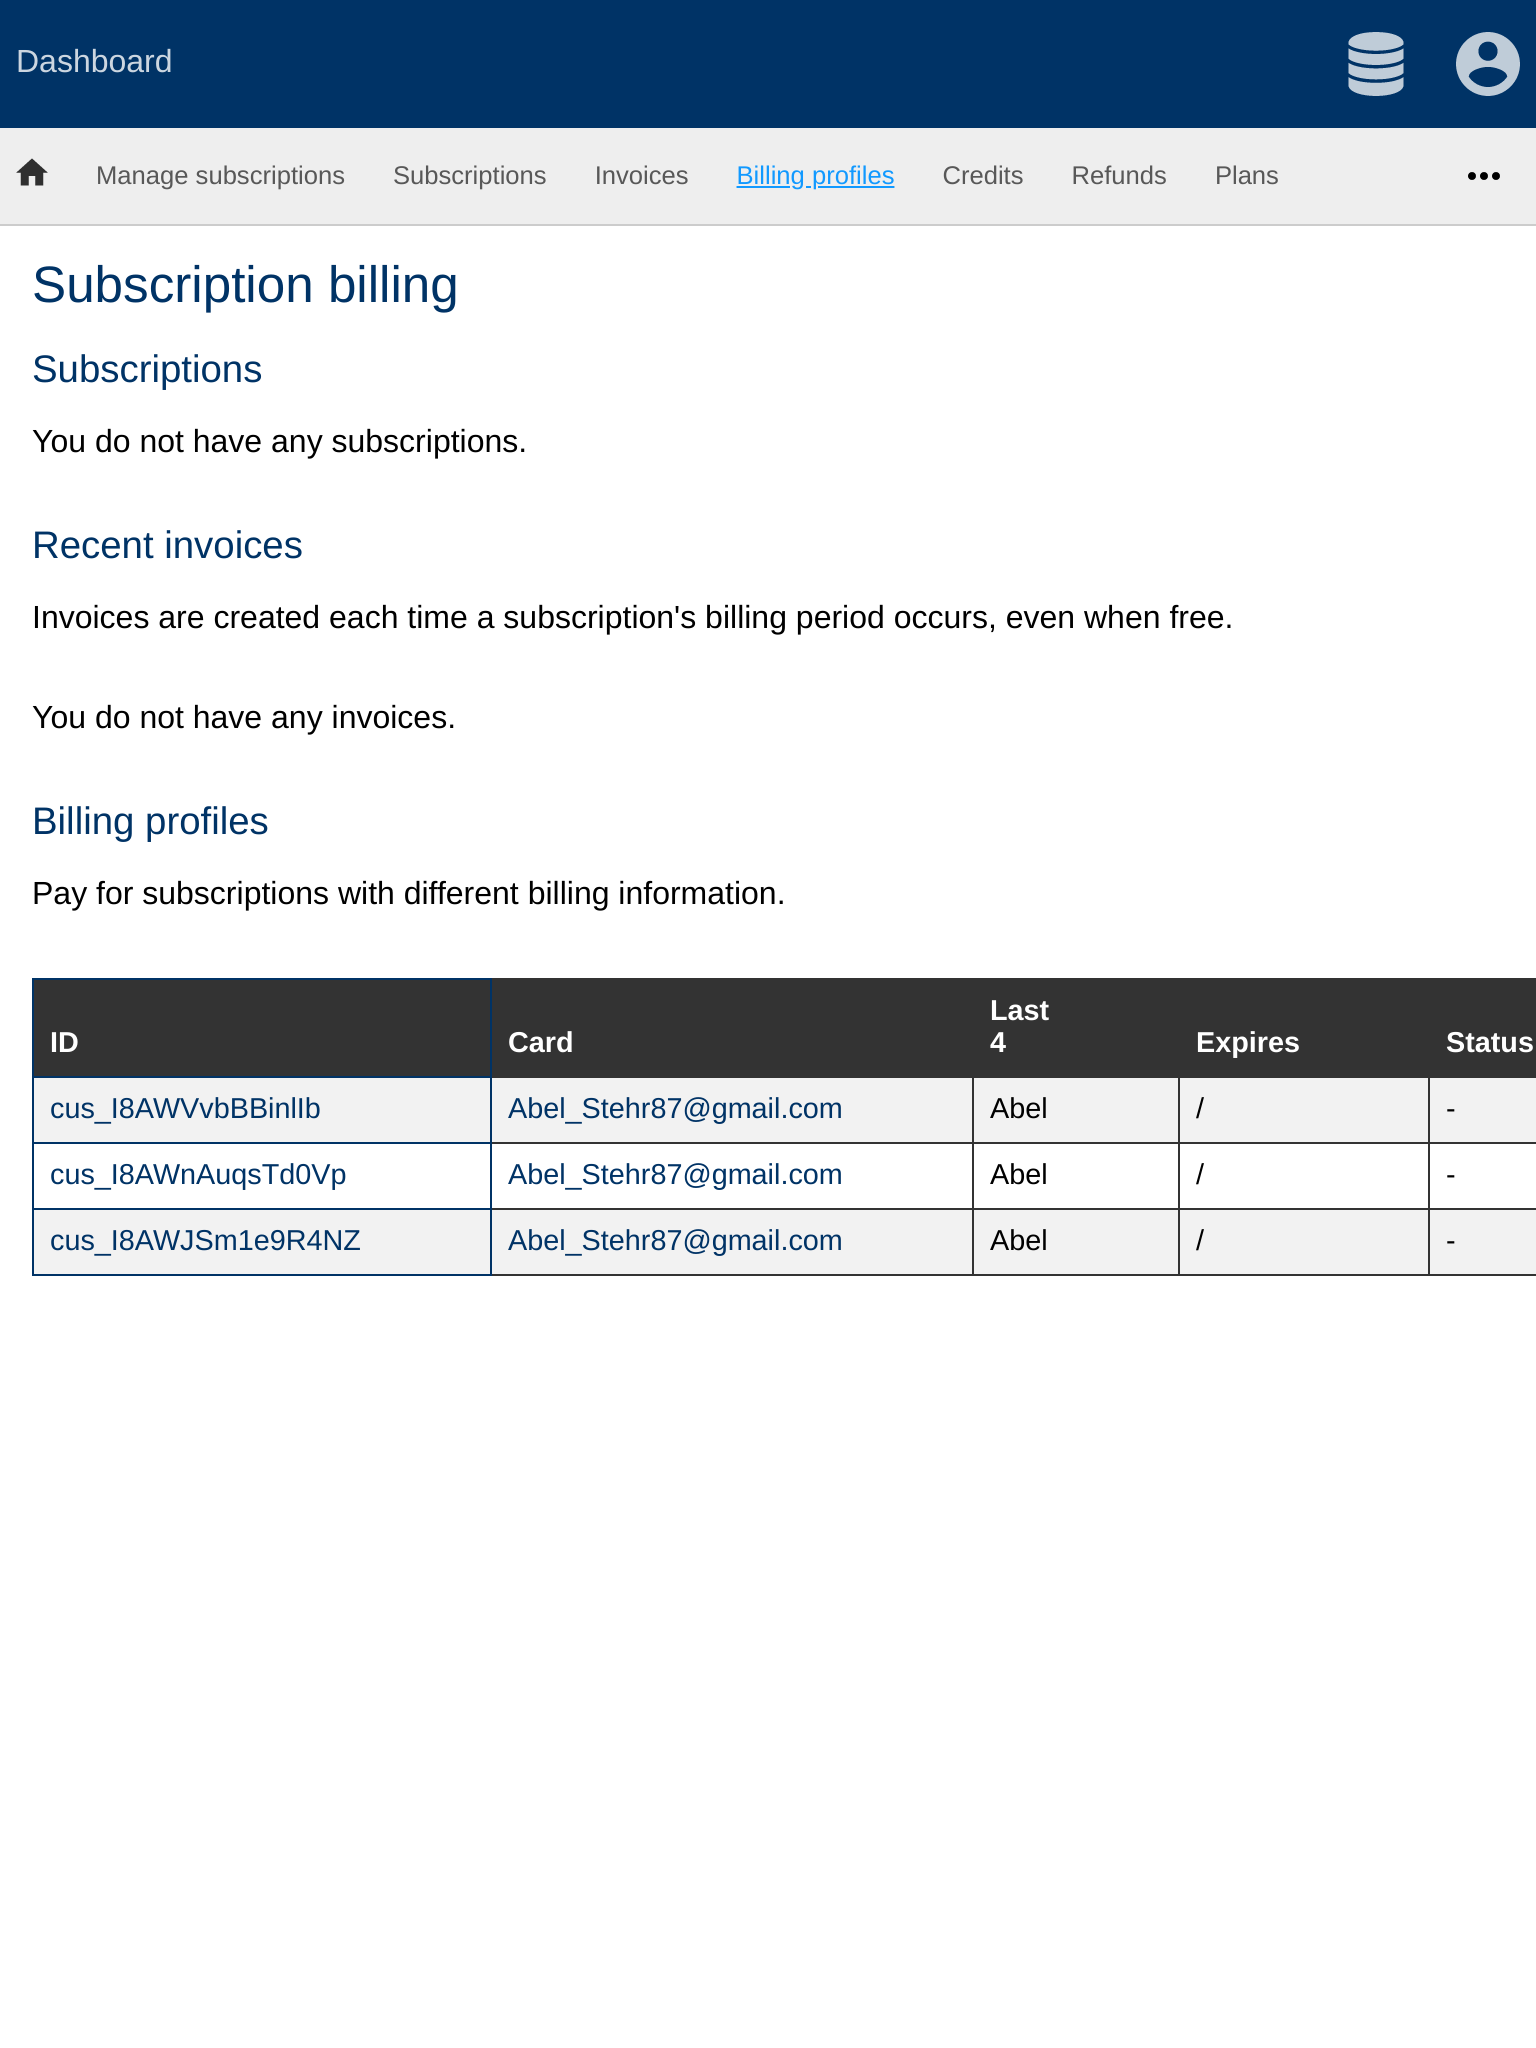 Dashboard
Manage subscriptions Subscriptions Invoices Billing profiles Credits Refunds Plans
Subscription billing
Subscriptions
You do not have any subscriptions.
Recent invoices
Invoices are created each time a subscription's billing period occurs, even when free.
You do not have any invoices.
Billing profiles
Pay for subscriptions with different billing information.
ID Card Last 4 Expires Status
cus_I8AWVvbBBinlIb Abel_Stehr87@gmail.com Abel / -
cus_I8AWnAuqsTd0Vp Abel_Stehr87@gmail.com Abel / -
cus_I8AWJSm1e9R4NZ Abel_Stehr87@gmail.com Abel / -